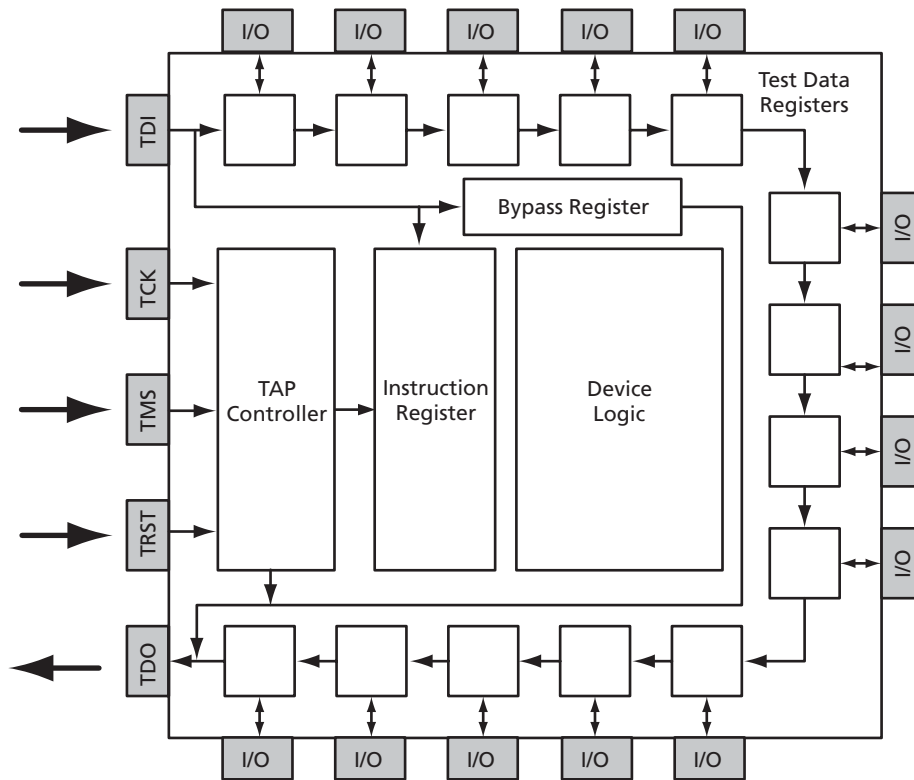 I/O
I/O
I/O
I/O
I/O
Test Data
Registers
TDI
Bypass Register
I/O
TCK
I/O
TMS
TAP
Controller
Instruction
Register
Device
Logic
I/O
TRST
I/O
TDO
I/O
I/O
I/O
I/O
I/O